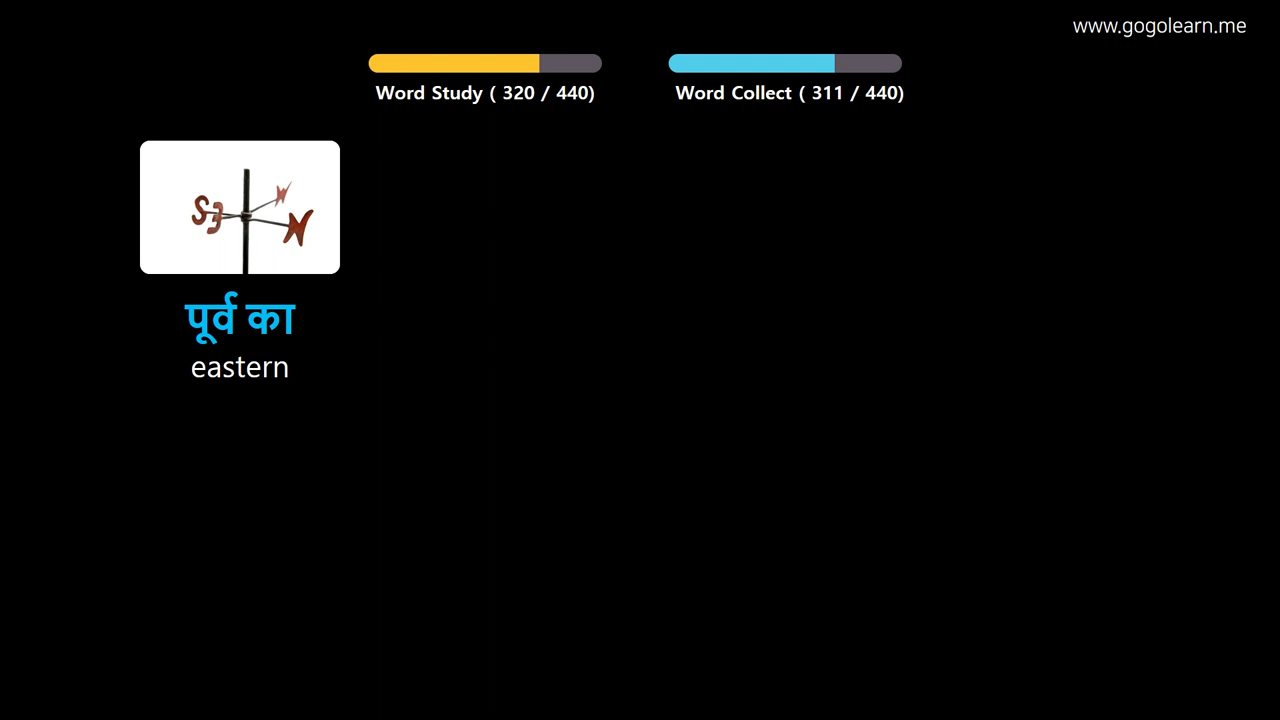 www.gogolearn.me
Word Study ( 320 / 440)
Word Collect ( 311 / 440)
S
N
पूर्व का
eastern